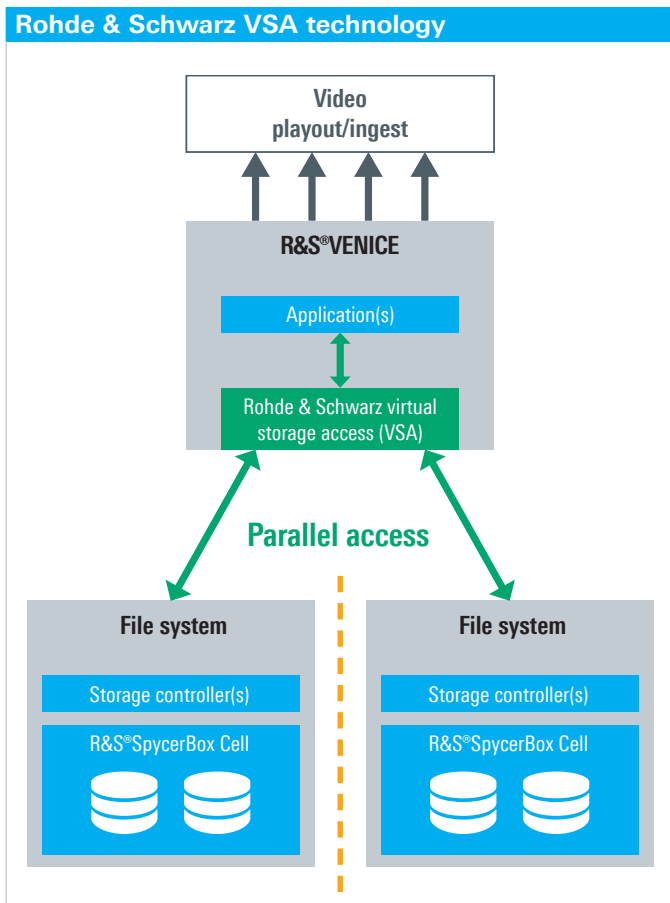 Rohde & Schwarz VSA technology
Video
playout/ingest
R&S®VENICE
Application(s)
Rohde & Schwarz virtual
storage access (VSA)
Parallel access
File system
Storage controller(s)
R&S®SpycerBox Cell
File system
Storage controller(s)
R&S®SpycerBox Cell